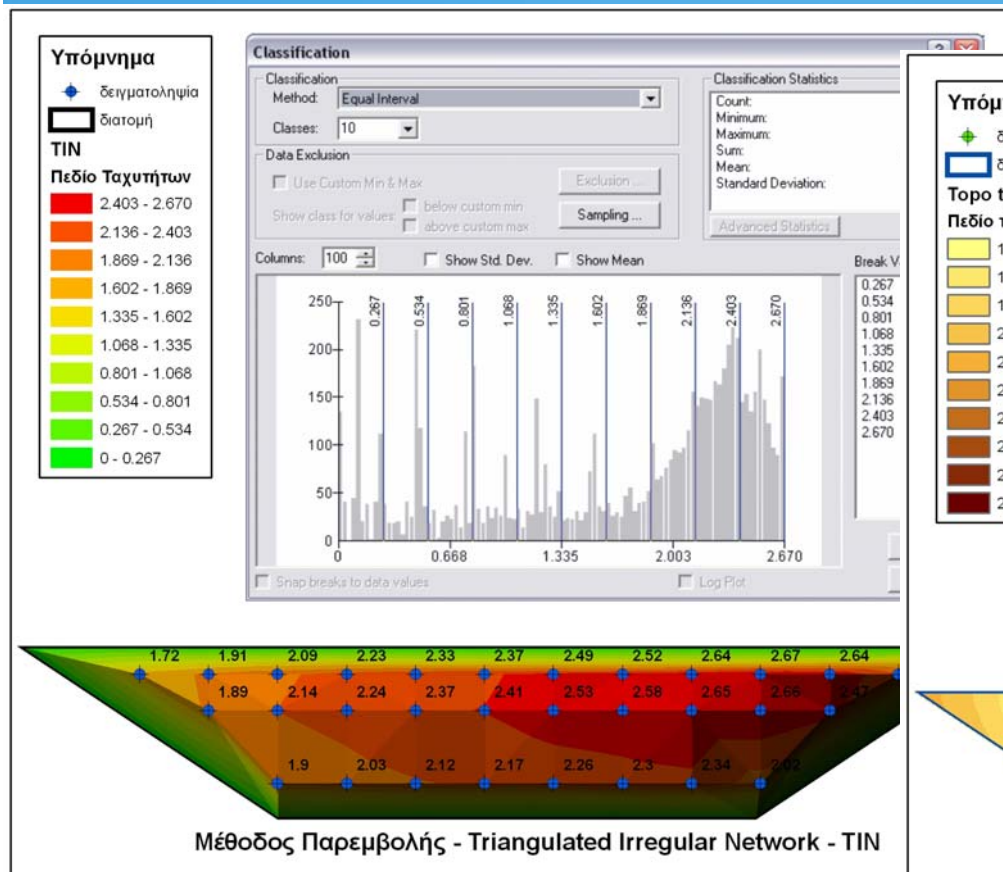 Υπόμνημα
δειγματοληψία
διατομή
TIN
Πεδίο Ταχυτήτων
2.403 - 2.670
2.136 - 2.403
1.869 - 2.136
1.602 - 1.869
1.335 - 1.602
1.068 - 1.335
0.801 - 1.068
0.534 - 0.801
0.267 - 0.534
0 - 0.267
Classification
Classification
Method: Equal Interval
Classes: 10
Data Exclusion
Use Custom Min & Max
Exclusion ...
Show class for values:
below custom min
above custom max
Sampling ...
Classification Statistics
Count:
Minimum:
Maximum:
Sum:
Mean:
Standard Deviation:
Advanced Statistics
Columns: 100 Show Std. Dev. Show Mean
Break V
0.267
0.534
0.801
1.068
1.335
1.602
1.869
2.136
2.403
2.670
0.267 0.534 0.801 1.068 1.335 1.602 1.869 2.136 2.403 2.670
250
200
150
100
50
0
0 0.668 1.335 2.003 2.670
Snap breaks to data values Log Plot
Υπόμ
δ
δ
Topo t
Πεδίο τ
1
1
1
2
2
2
2
2
2
2
1.72 1.91 2.09 2.23 2.33 2.37 2.49 2.52 2.64 2.67 2.64
1.89 2.14 2.24 2.37 2.41 2.53 2.58 2.65 2.66 2.47
1.9 2.03 2.12 2.17 2.26 2.3 2.34 2.02
Μέθοδος Παρεμβολής - Triangulated Irregular Network - TIN